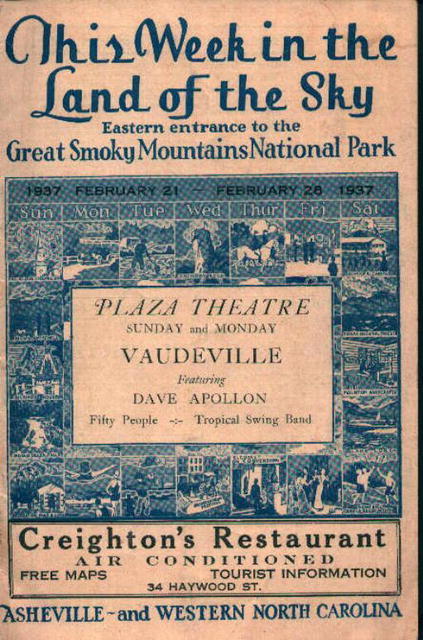 This Week in the
Land of the Sky
Eastern entrance to the
Great Smoky Mountains National Park
1937 FEBRUARY 21 — FEBRUARY 28 1937
Sun Mon Tue Wed Thur Fri Sat
PLAZA THEATRE
SUNDAY and MONDAY
VAUDEVILLE
Featuring
DAVE APOLLON
Fifty People -:- Tropical Swing Band
Creighton's Restaurant
AIR CONDITIONED
FREE MAPS TOURIST INFORMATION
34 HAYWOOD ST.
ASHEVILLE - and WESTERN NORTH CAROLINA